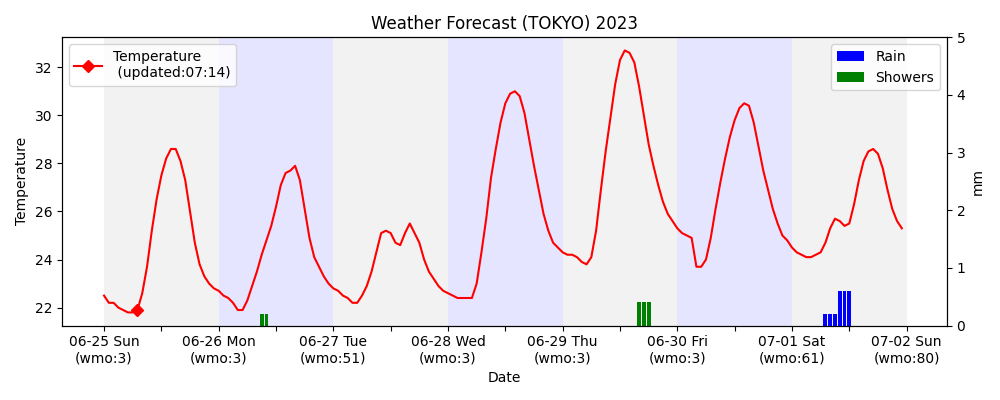 Weather Forecast (TOKYO) 2023
Temperature
(updated:07:14)
Rain
Showers
Temperature
32
30
28
26
24
22
5
4
3
2
1
0
mm
06-25 Sun
(wmo:3)
06-26 Mon
(wmo:3)
06-27 Tue
(wmo:51)
06-28 Wed
(wmo:3)
06-29 Thu
(wmo:3)
06-30 Fri
(wmo:3)
07-01 Sat
(wmo:61)
07-02 Sun
(wmo:80)
Date